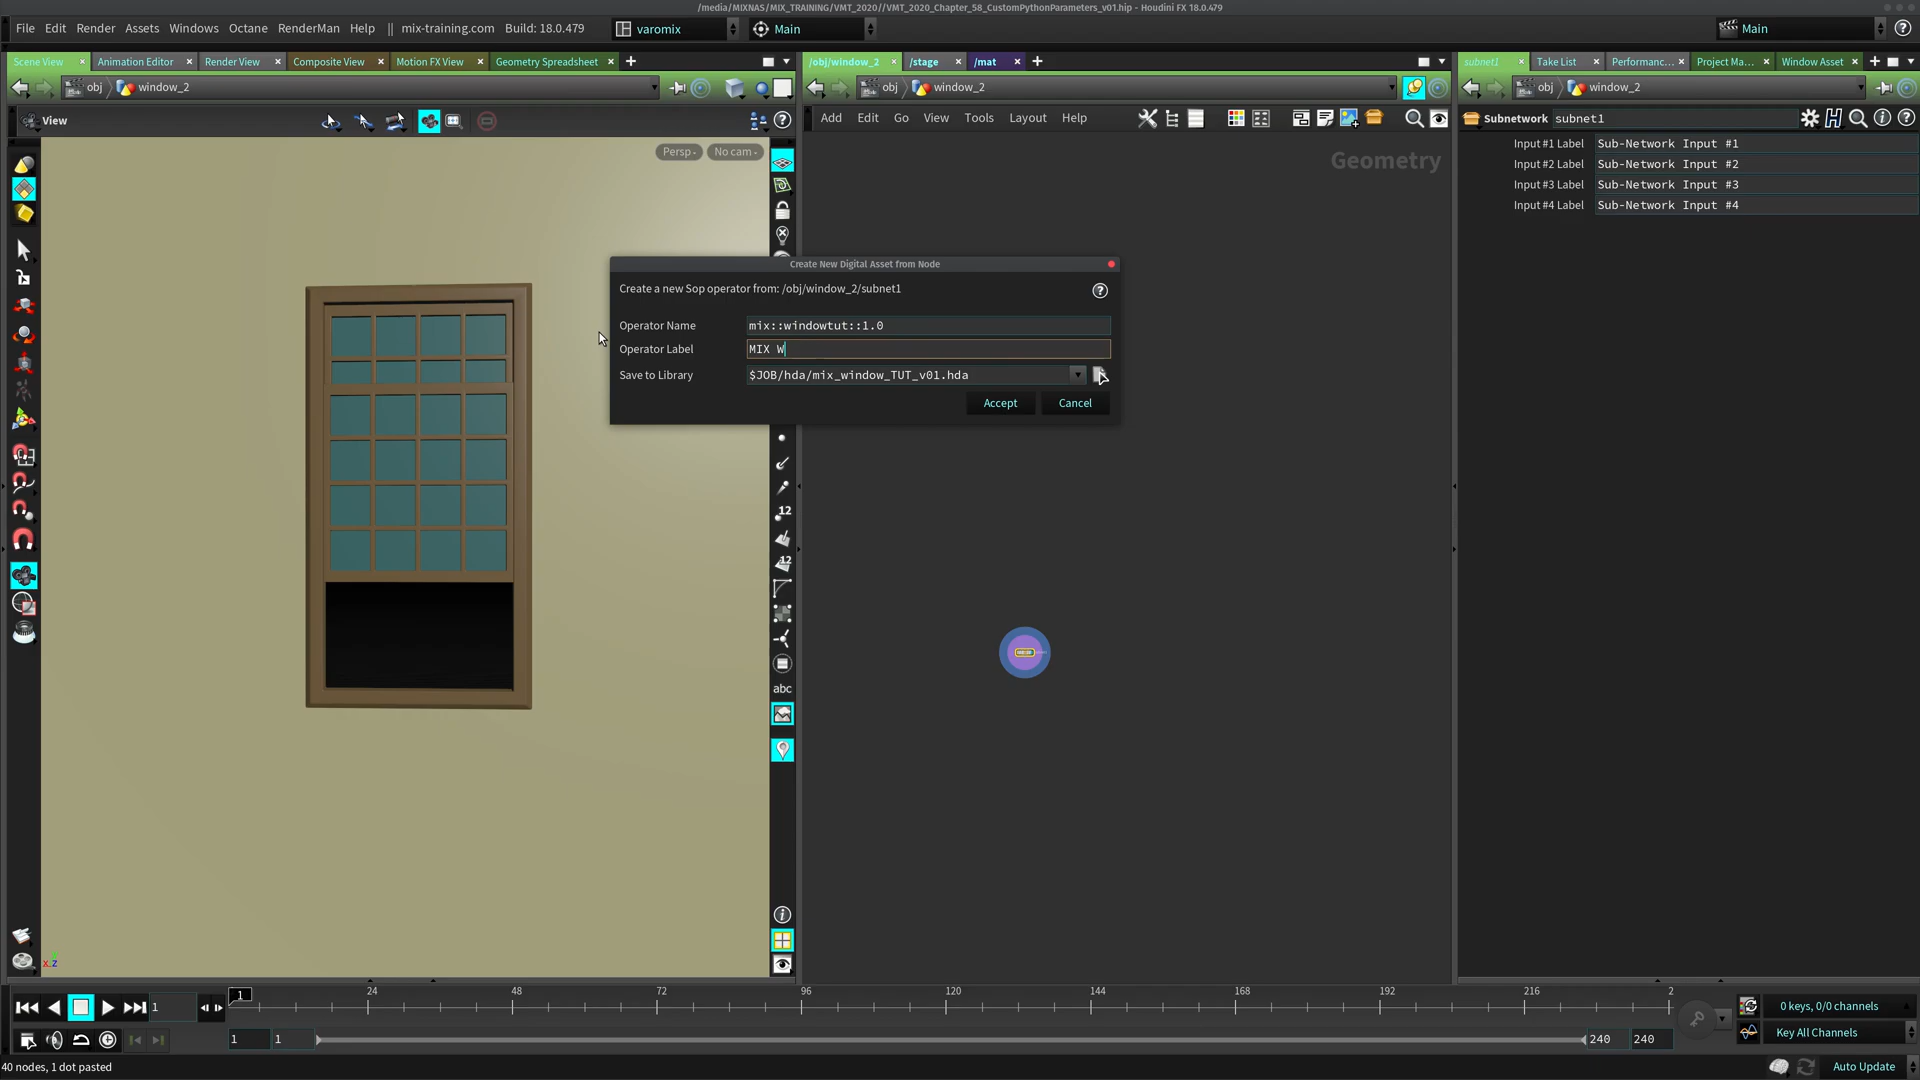 /media/MIXNAS/MIX_TRAINING/VMT_2020//VMT_2020_Chapter_58_CustomPythonParameters_v01.hip - Houdini FX 18.0.479
File Edit Render Assets Windows Octane RenderMan Help || mix-training.com Build: 18.0.479 varomix Main Main
Scene View Animation Editor Render View Composite View Motion FX View Geometry Spreadsheet /obj/window_2 /stage /mat subnet1 Take List Performanc... Project Ma... Window Asset
obj window_2 obj window_2 obj window_2
View Add Edit Go View Tools Layout Help Subnetwork subnet1
Persp No cam Geometry
Input #1 Label Sub-Network Input #1
Input #2 Label Sub-Network Input #2
Input #3 Label Sub-Network Input #3
Input #4 Label Sub-Network Input #4
Create New Digital Asset from Node
Create a new Sop operator from: /obj/window_2/subnet1
Operator Name mix::windowtut::1.0
Operator Label MIX W
Save to Library $JOB/hda/mix_window_TUT_v01.hda
Accept Cancel
12
12
abc
x z
1 24 48 72 96 120 144 168 192 216 2
1 0 keys, 0/0 channels
1 1 240 240 Key All Channels
40 nodes, 1 dot pasted Auto Update